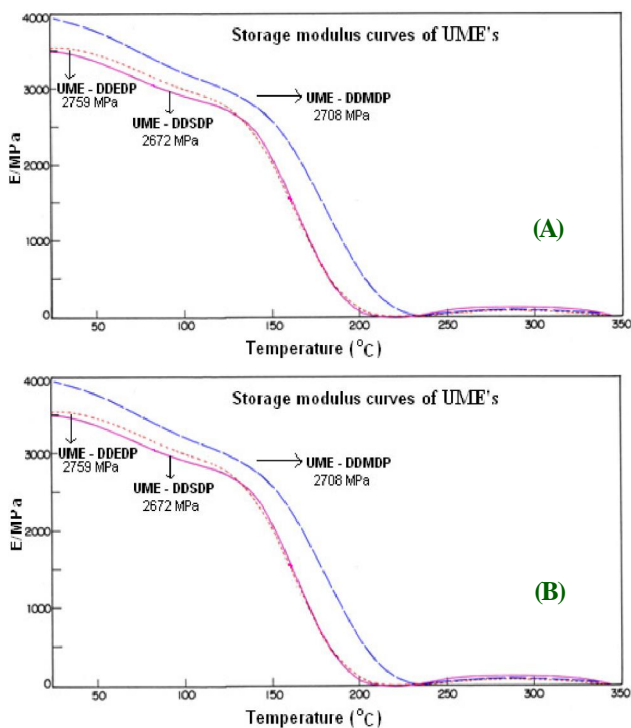 4000
Storage modulus curves of UME's
3000
UME - DDEDP
2759 MPa
UME - DDMDP
2708 MPa
UME - DDSDP
2672 MPa
E/MPa
2000
(A)
1000
0
50 100 150 200 250 300 350
Temperature (°C)
4000
Storage modulus curves of UME's
3000
UME - DDEDP
2759 MPa
UME - DDMDP
2708 MPa
UME - DDSDP
2672 MPa
E/MPa
2000
(B)
1000
0
50 100 150 200 250 300 350
Temperature (°C)